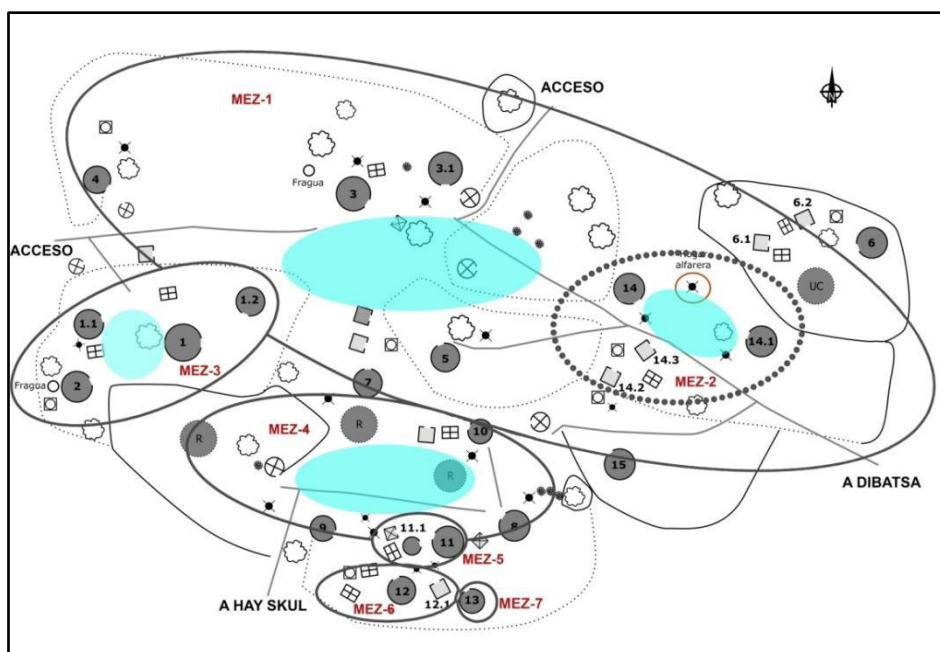 ACCESO
MEZ-1
N
4
Fragua
3
3.1
6.2
6.1
6
ACCESO
UC
Hogar
alfarera
14
1.2
1.1
1
14.1
14.3
5
MEZ-3
MEZ-2
14.2
2
Fragua
7
MEZ-4
R
R
10
15
R
A DIBATSA
9
11.1
11
8
MEZ-5
A HAY SKUL
MEZ-6
12
12.1
13
MEZ-7